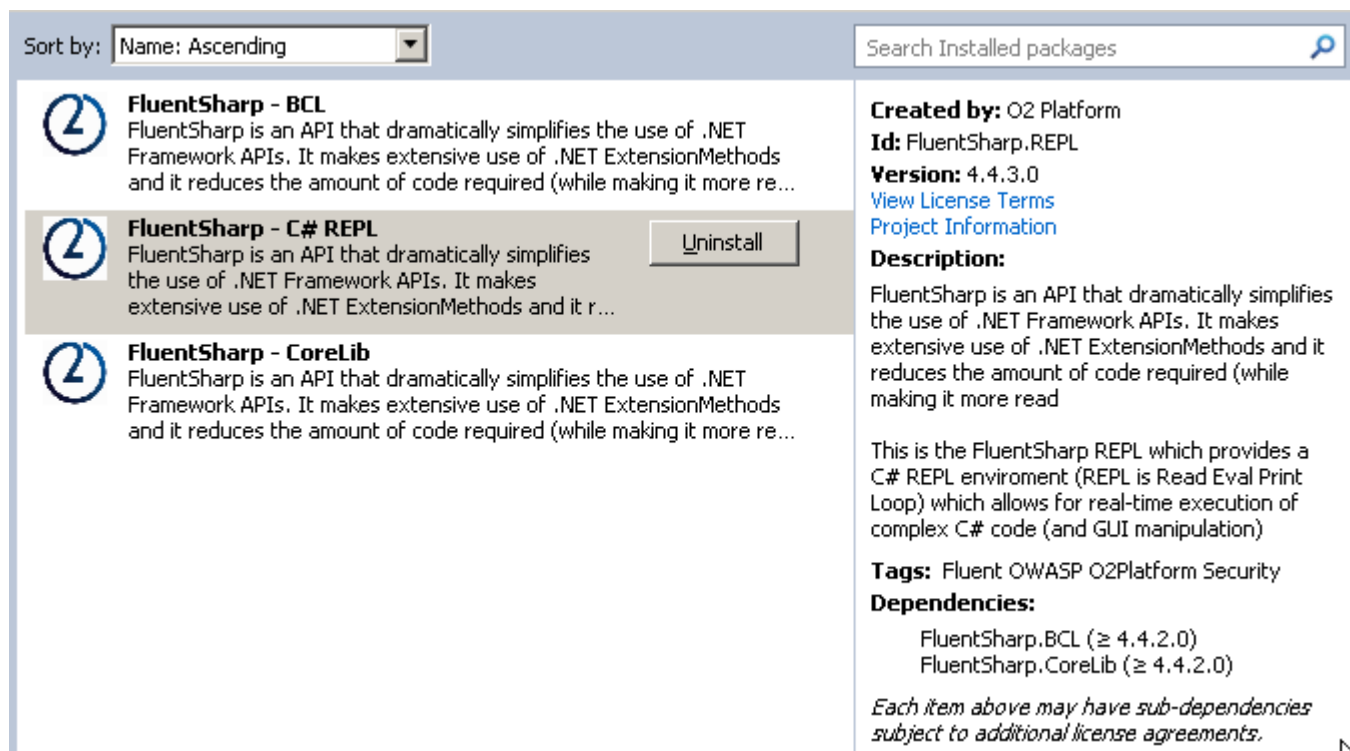 Sort by: Name: Ascending
Search Installed packages
FluentSharp - BCL
FluentSharp is an API that dramatically simplifies the use of .NET
Framework APIs. It makes extensive use of .NET ExtensionMethods
and it reduces the amount of code required (while making it more re...
FluentSharp - C# REPL
Uninstall
FluentSharp is an API that dramatically simplifies
the use of .NET Framework APIs. It makes
extensive use of .NET ExtensionMethods and it r...
FluentSharp - CoreLib
FluentSharp is an API that dramatically simplifies the use of .NET
Framework APIs. It makes extensive use of .NET ExtensionMethods
and it reduces the amount of code required (while making it more re...
Created by: O2 Platform
Id: FluentSharp.REPL
Version: 4.4.3.0
View License Terms
Project Information
Description:
FluentSharp is an API that dramatically simplifies
the use of .NET Framework APIs. It makes
extensive use of .NET ExtensionMethods and it
reduces the amount of code required (while
making it more read
This is the FluentSharp REPL which provides a
C# REPL enviroment (REPL is Read Eval Print
Loop) which allows for real-time execution of
complex C# code (and GUI manipulation)
Tags: Fluent OWASP O2Platform Security
Dependencies:
FluentSharp.BCL (≥ 4.4.2.0)
FluentSharp.CoreLib (≥ 4.4.2.0)
Each item above may have sub-dependencies
subject to additional license agreements.